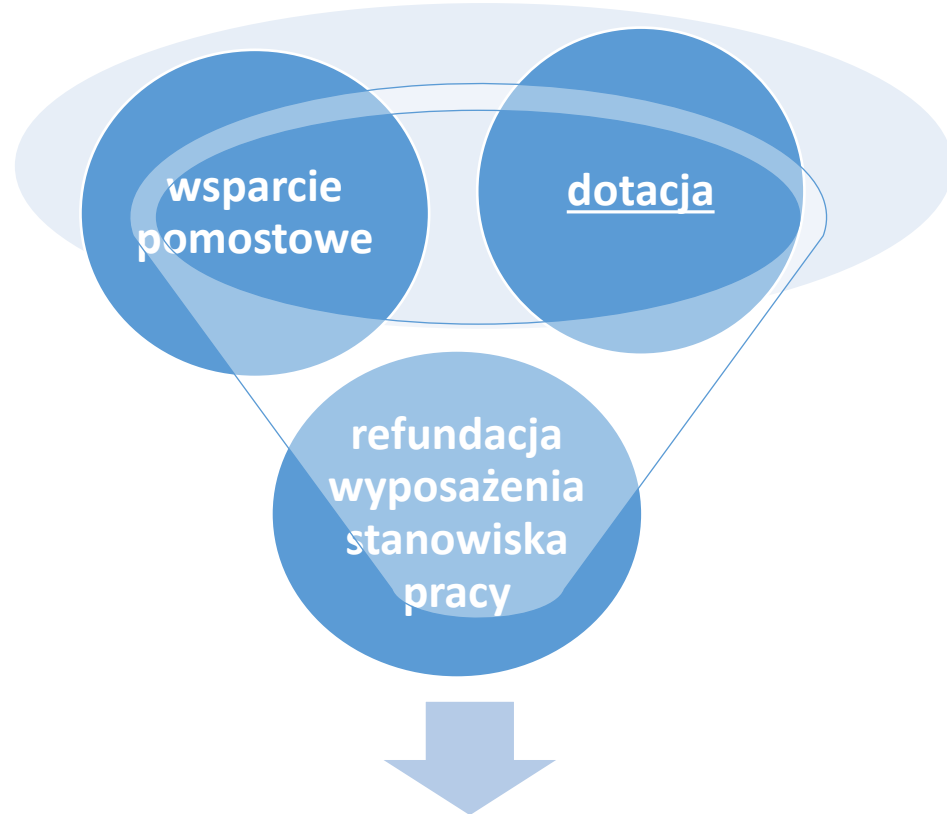 wsparcie
pomostowe
dotacja
refundacja
wyposażenia
stanowiska
pracy